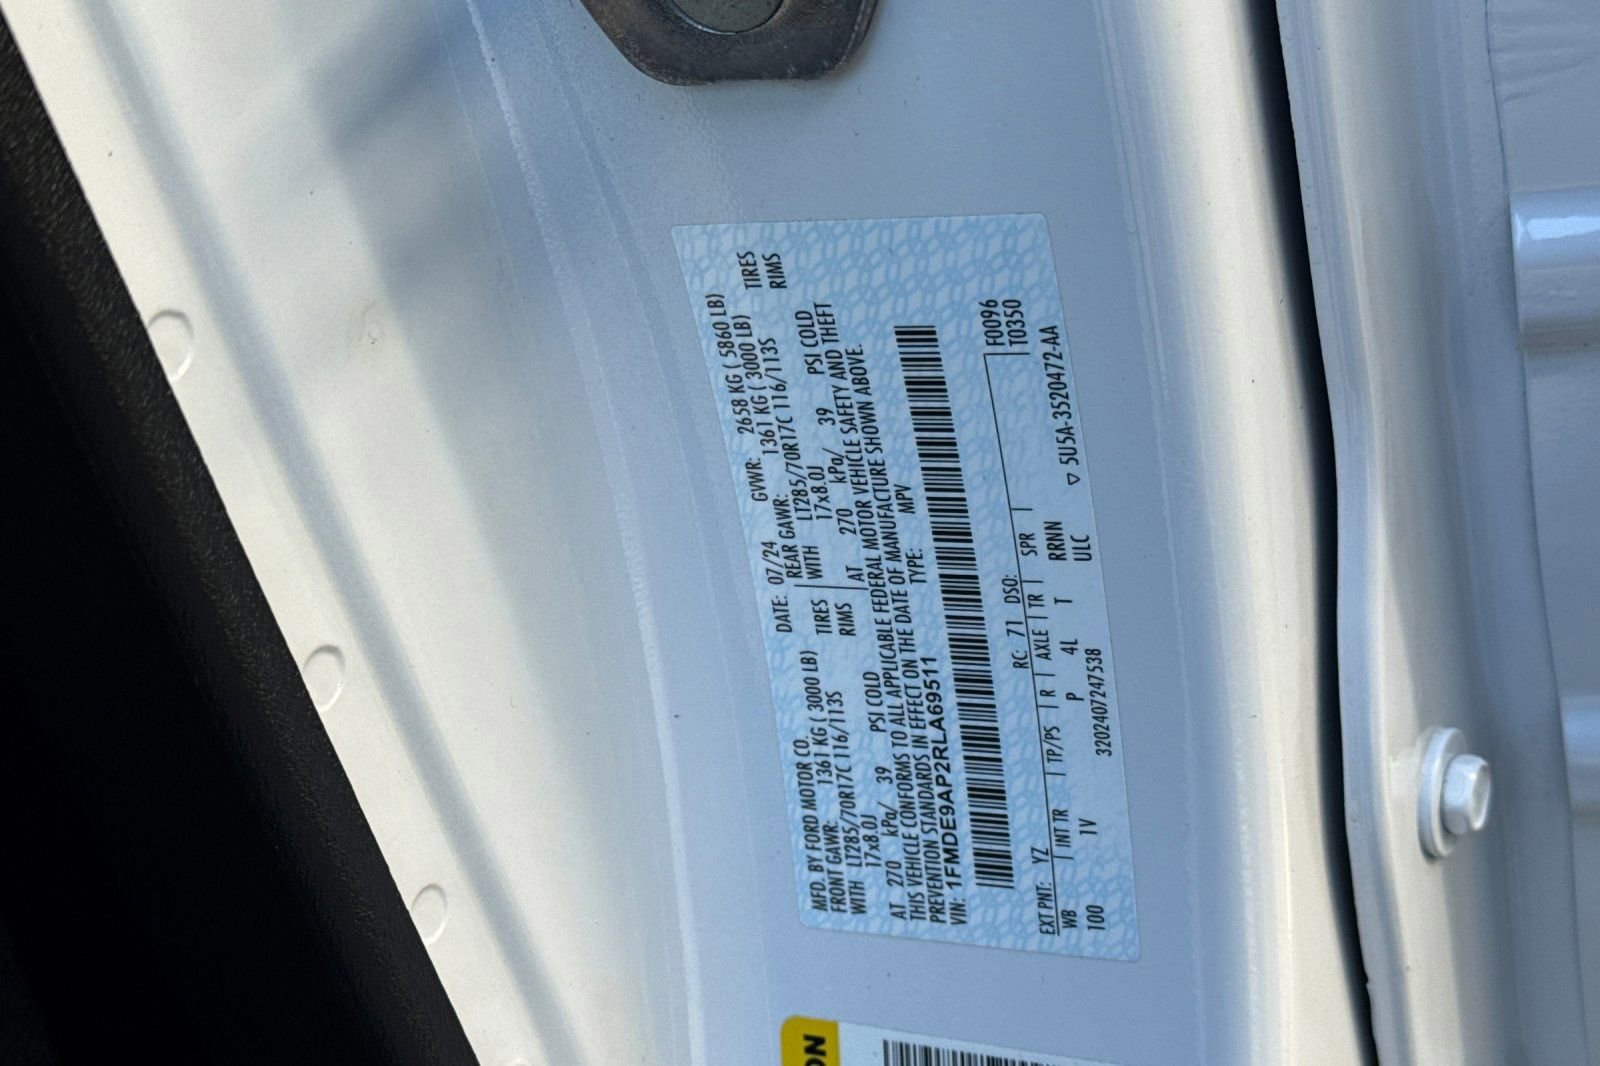 MFD. BY FORD MOTOR CO.
DATE: 07/24 GVWR: 2658 KG ( 5860 LB)
FRONT GAWR: 1361 KG ( 3000 LB) REAR GAWR: 1361 KG ( 3000 LB)
WITH LT285/70R17C 116/113S TIRES WITH LT285/70R17C 116/113S TIRES
17x8.0J RIMS 17x8.0J RIMS
AT 270 kPa/ 39 PSI COLD AT 270 kPa/ 39 PSI COLD
THIS VEHICLE CONFORMS TO ALL APPLICABLE FEDERAL MOTOR VEHICLE SAFETY AND THEFT
PREVENTION STANDARDS IN EFFECT ON THE DATE OF MANUFACTURE SHOWN ABOVE.
VIN: 1FMDE9AP2RLA69511 TYPE: MPV
F0096
EXT PNT: YZ RC: 71 DSO: T0350
WB INT TR TP/PS R AXLE TR SPR
100 1V P 4L T RRNN
ULC
▽ 5U5A-3520472-AA
3202407247538
ON